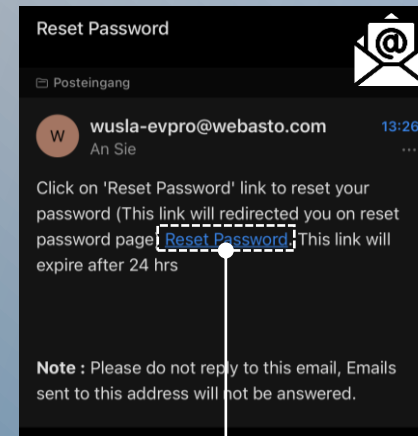 Reset Password
@
Posteingang
W
wusla-evpro@webasto.com
13:26
An Sie
Click on 'Reset Password' link to reset your
password (This link will redirected you on reset
password page) Reset Password. This link will
expire after 24 hrs
Note : Please do not reply to this email, Emails
sent to this address will not be answered.